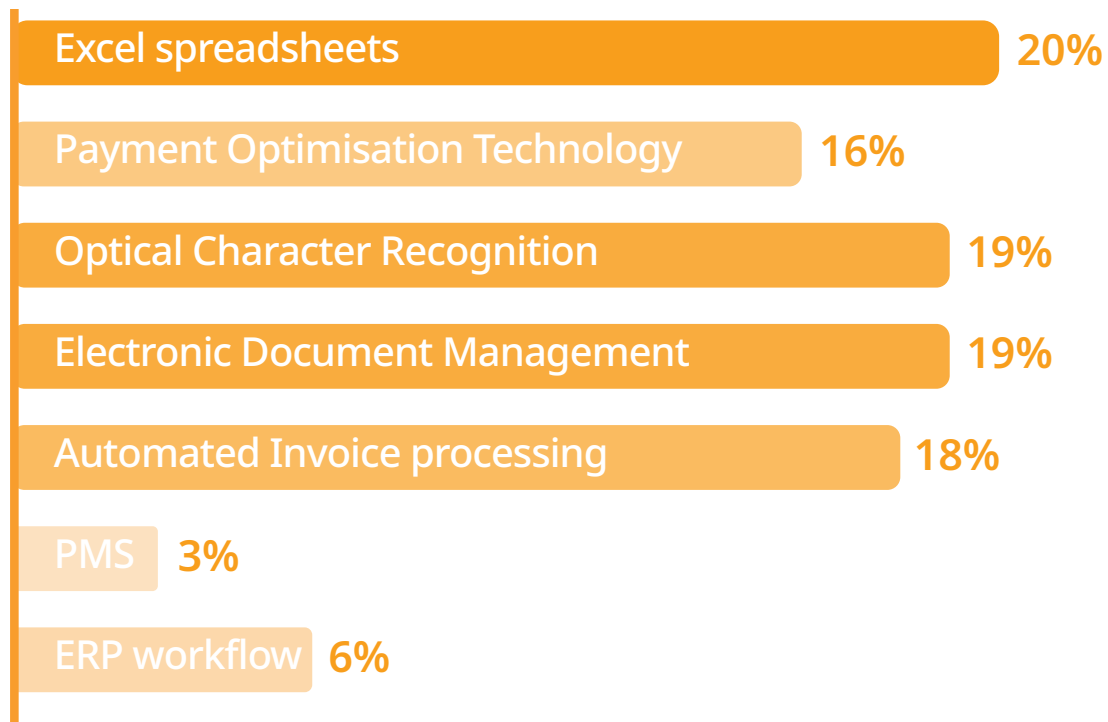 Excel spreadsheets 20%
Payment Optimisation Technology 16%
Optical Character Recognition 19%
Electronic Document Management 19%
Automated Invoice processing 18%
PMS 3%
ERP workflow 6%